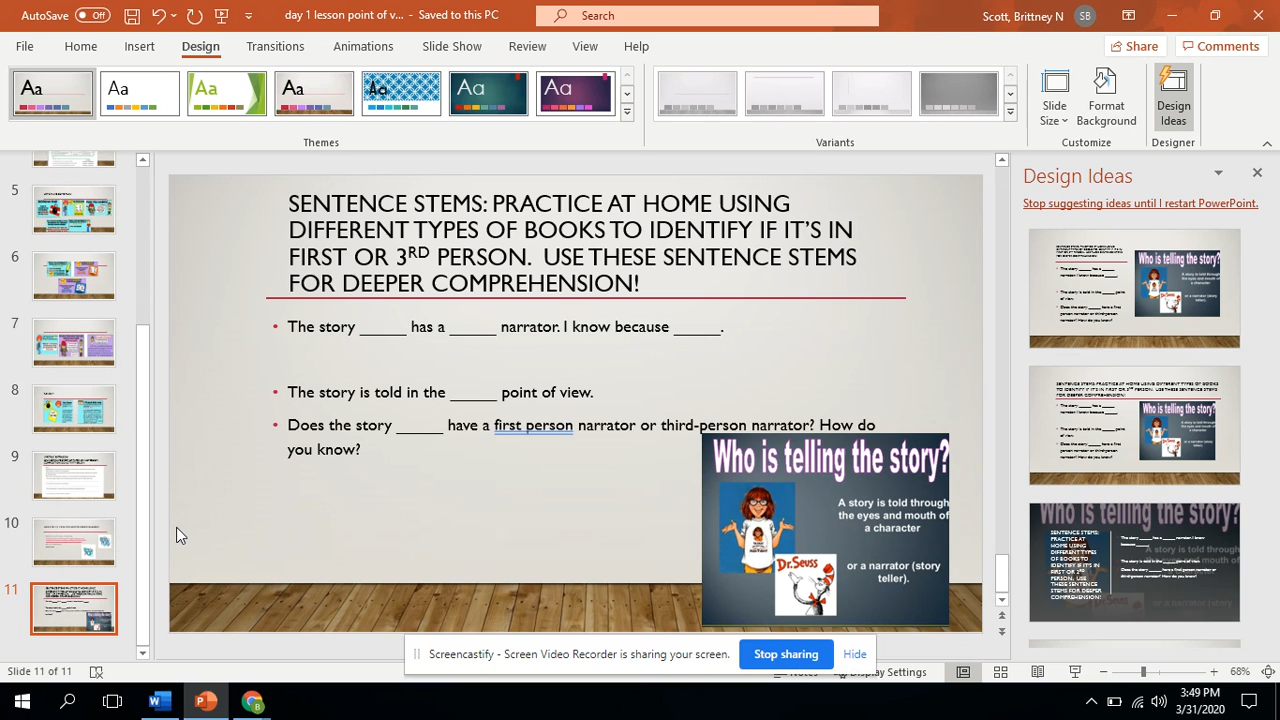 AutoSave Off
day 1 lesson point of v... - Saved to this PC
Search
Scott, Brittney N
SB
File Home Insert Design Transitions Animations Slide Show Review View Help
Share
Comments
Aa Aa Aa Aa Aa Aa Aa
Slide Size
Format Background
Design Ideas
Themes
Variants
Customize
Designer
5
6
7
8
9
10
11
SENTENCE STEMS: PRACTICE AT HOME USING
DIFFERENT TYPES OF BOOKS TO IDENTIFY IF IT'S IN
FIRST OR 3RD PERSON. USE THESE SENTENCE STEMS
FOR DEEPER COMPREHENSION!
• The story _____ has a _____ narrator. I know because _____.
• The story is told in the _____ point of view.
• Does the story _____ have a first person narrator or third-person narrator? How do
you know?
Who is telling the story?
A story is told through
the eyes and mouth of
a character
or a narrator (story
teller).
Dr.Seuss
Design Ideas
Stop suggesting ideas until I restart PowerPoint.
Who is telling the story?
Who is telling the story?
Who is telling the story?
Screencastify - Screen Video Recorder is sharing your screen.
Stop sharing
Hide
Slide 11 of 11
Notes
Display Settings
68%
3:49 PM
3/31/2020